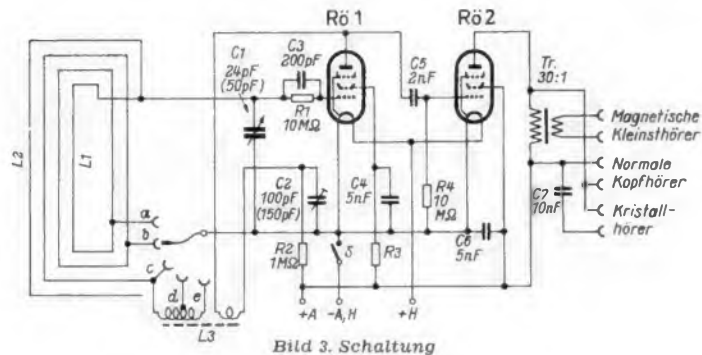 Rö 1
Rö 2
C1
24pF
(50pF)
C3
200pF
R1
10MΩ
C5
2nF
Tr.
30:1
Magnetische
Kleinsthörer
Normale
Kopfhörer
Kristall-
hörer
L2
L1
a
b
c
d
e
L3
C2
100pF
(150pF)
C4
5nF
R4
10
MΩ
C6
5nF
C7
10nF
R2
1MΩ
R3
+A
-A,H
+H
Bild 3. Schaltung